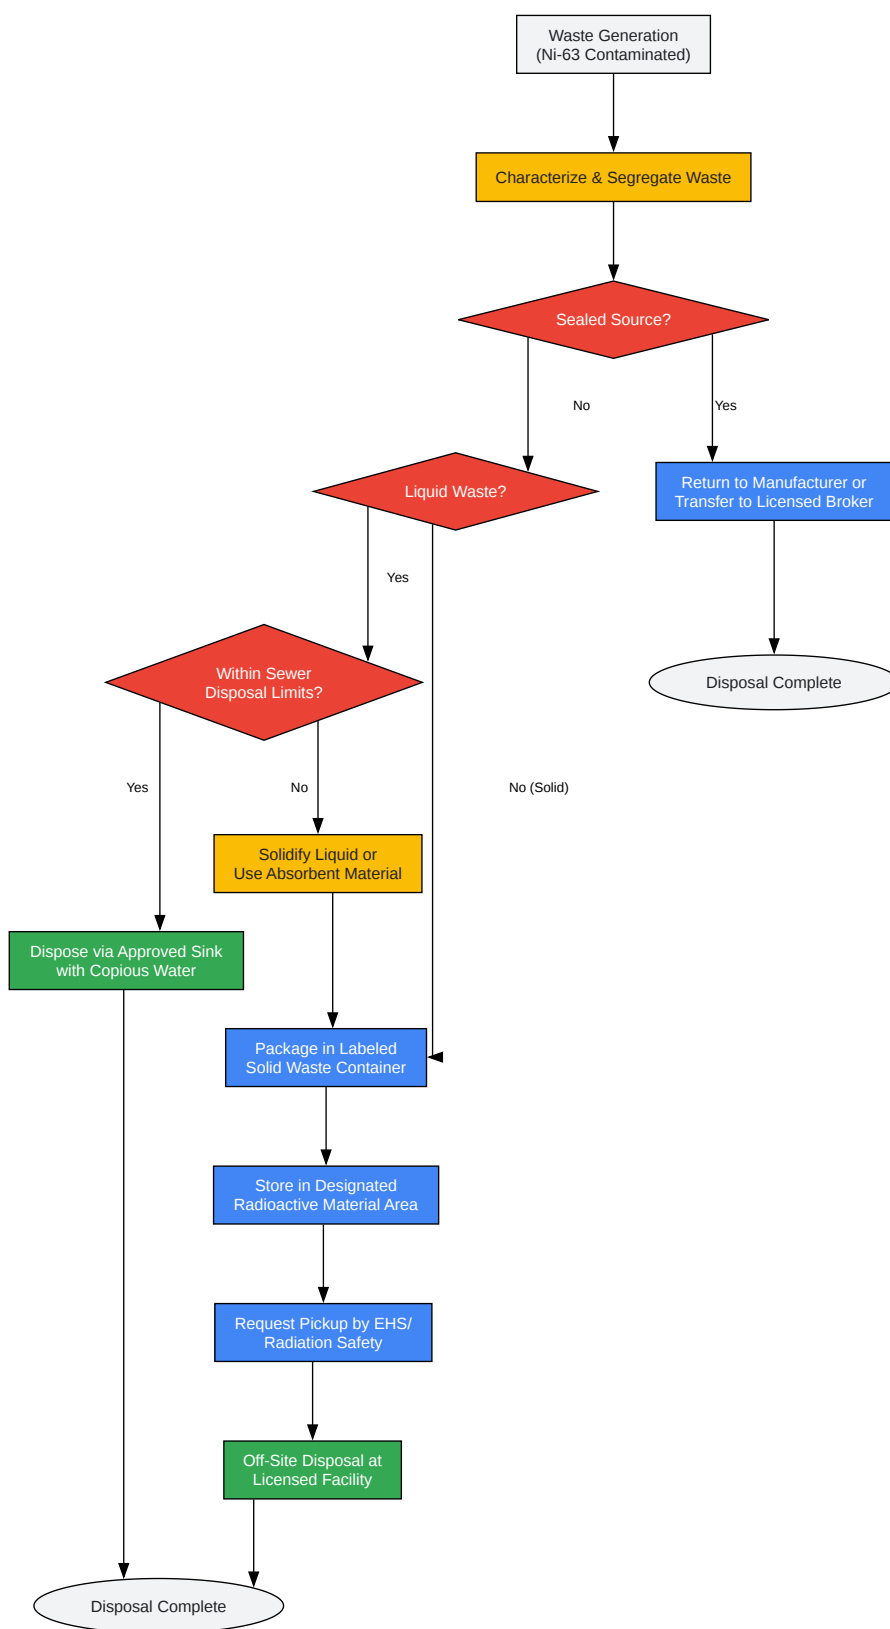 Waste Generation
(Ni-63 Contaminated)
Characterize & Segregate Waste
Sealed Source?
No
Yes
Liquid Waste?
Return to Manufacturer or
Transfer to Licensed Broker
Yes
Within Sewer
Disposal Limits?
Disposal Complete
Yes
No
No (Solid)
Solidify Liquid or
Use Absorbent Material
Dispose via Approved Sink
with Copious Water
Package in Labeled
Solid Waste Container
Store in Designated
Radioactive Material Area
Request Pickup by EHS/
Radiation Safety
Off-Site Disposal at
Licensed Facility
Disposal Complete